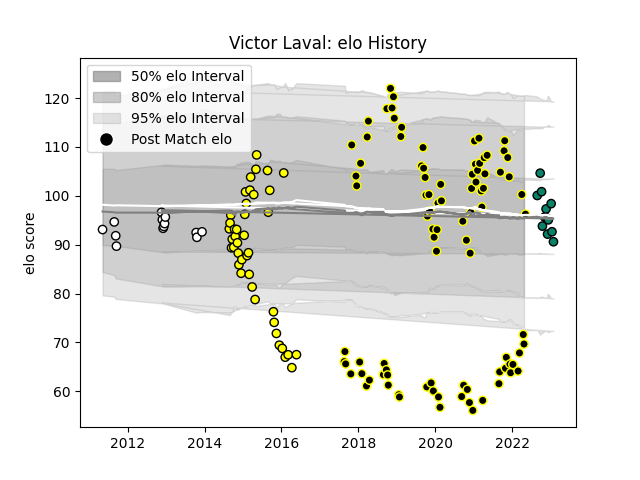 Victor Laval: elo History
50% elo Interval
80% elo Interval
95% elo Interval
Post Match elo
elo score
120
110
100
90
80
70
60
2012
2014
2016
2018
2020
2022